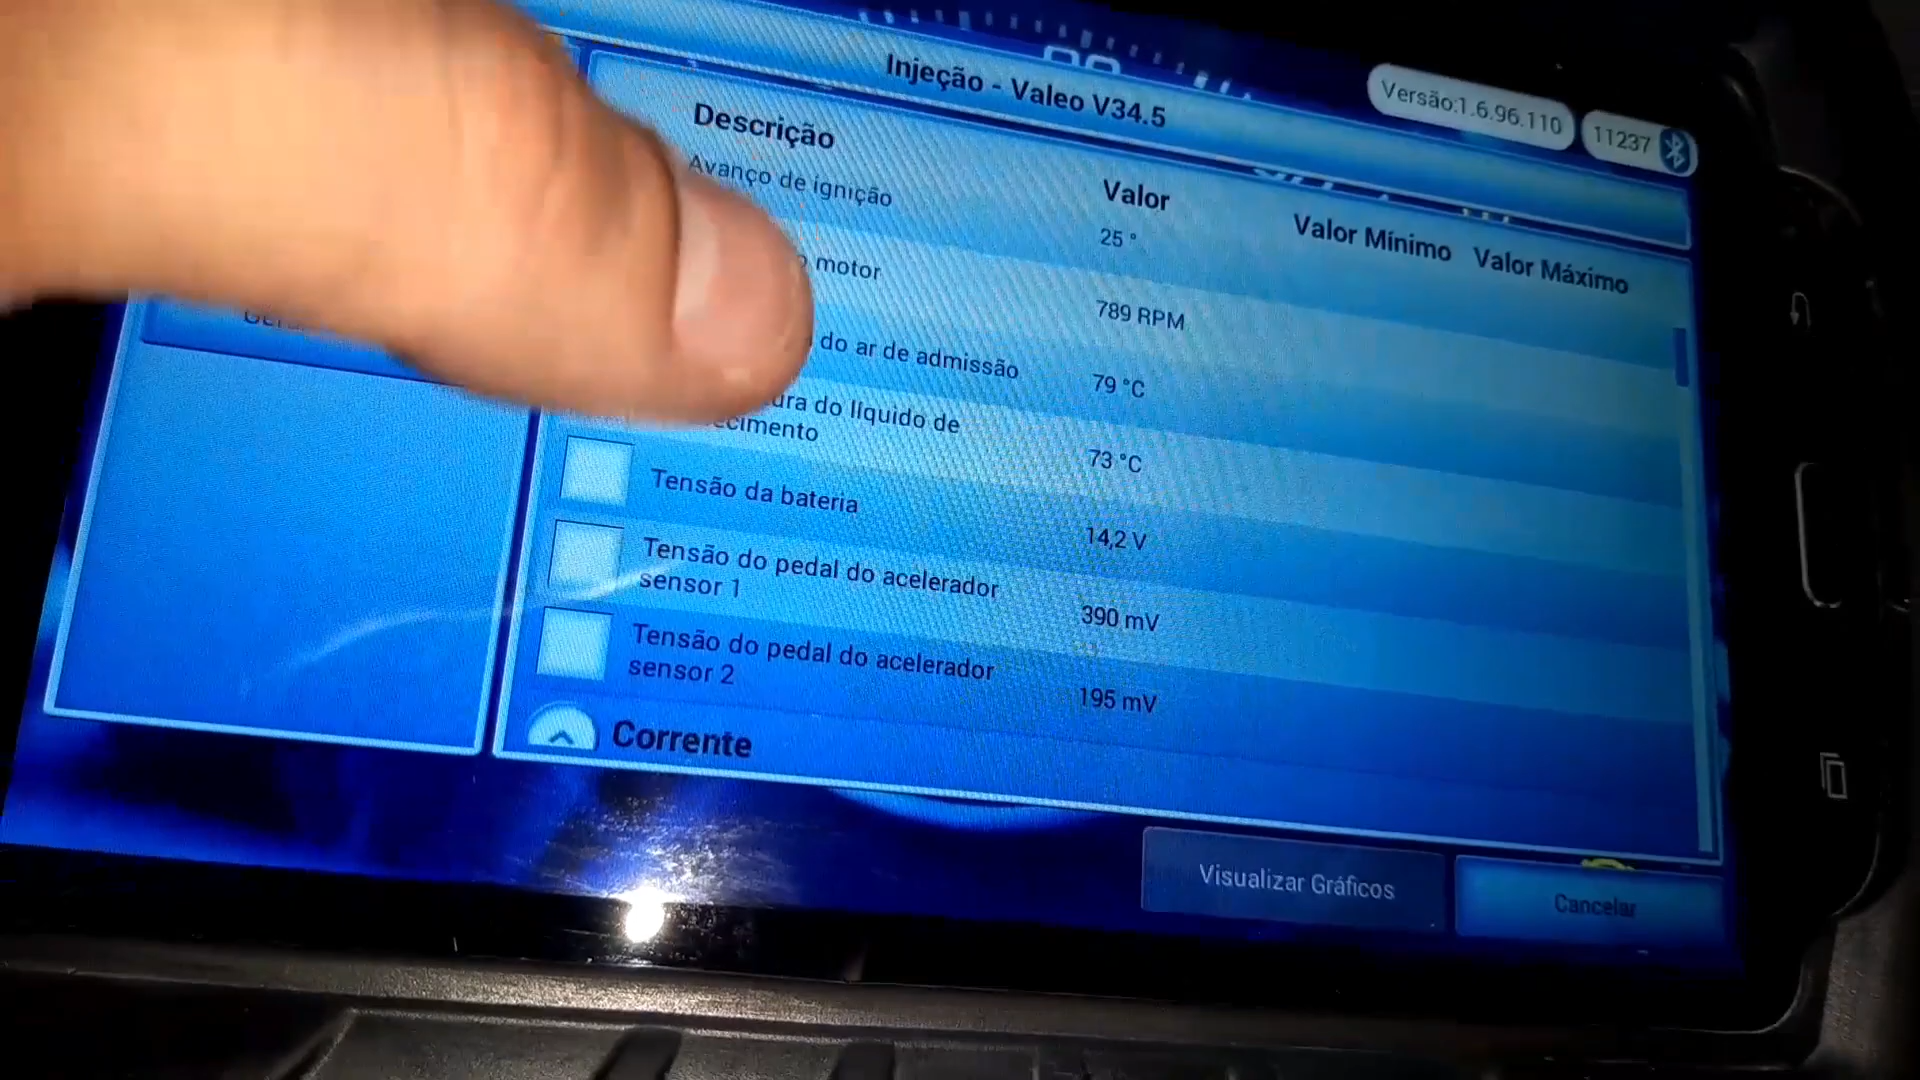 Injeção - Valeo V34.5
Versão:1.6.96.110
11237
Descrição
Valor
Valor Mínimo
Valor Máximo
Avanço de ignição
25 °
motor
789 RPM
do ar de admissão
79 °C
do líquido de
73 °C
Tensão da bateria
14,2 V
Tensão do pedal do acelerador
sensor 1
390 mV
Tensão do pedal do acelerador
sensor 2
195 mV
Corrente
Visualizar Gráficos
Cancelar